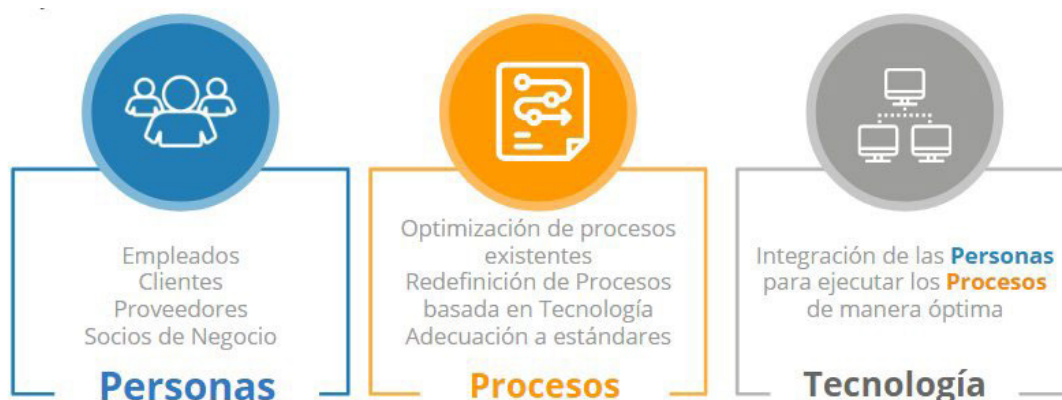 Empleados
Clientes
Proveedores
Socios de Negocio
Personas
Optimización de procesos
existentes
Redefinición de Procesos
basada en Tecnología
Adecuación a estándares
Procesos
Integración de las Personas
para ejecutar los Procesos
de manera óptima
Tecnología